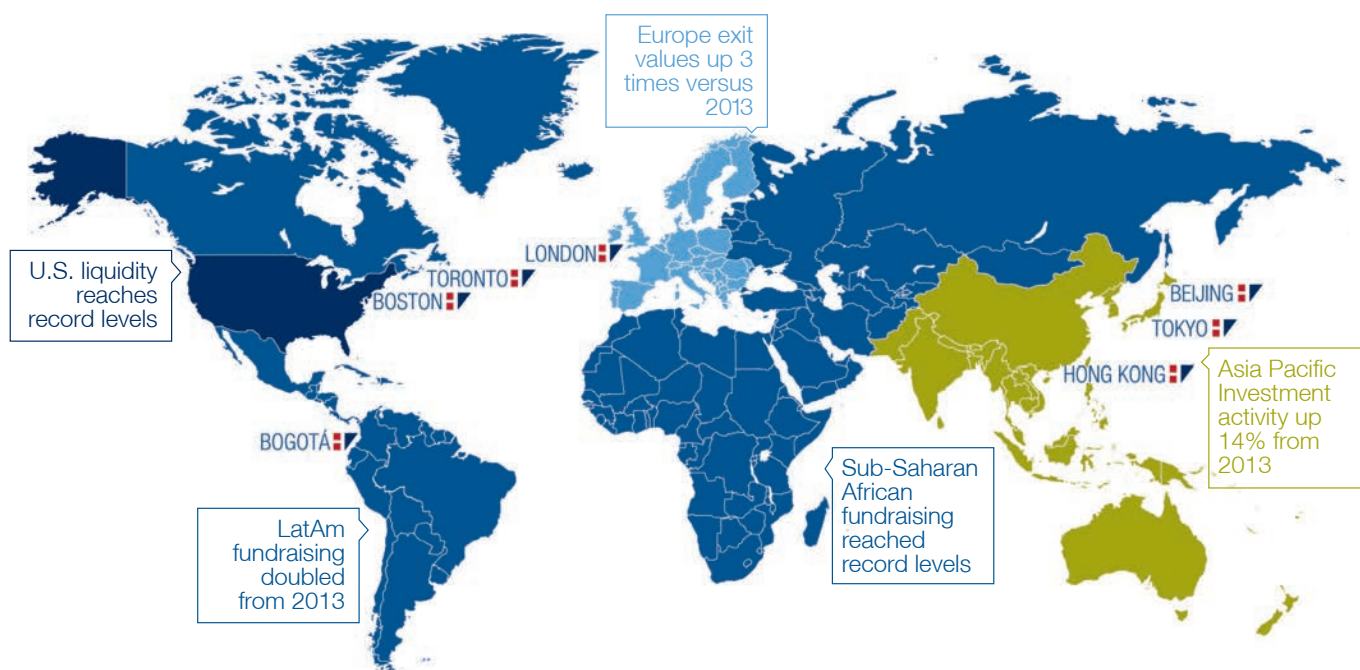 Europe exit
values up 3
times versus
2013
U.S. liquidity
reaches
record levels
TORONTO
BOSTON
LONDON
BEIJING
TOKYO
HONG KONG
Asia Pacific
Investment
activity up
14% from
2013
BOGOTÁ
LatAm
fundraising
doubled
from 2013
Sub-Saharan
African
fundraising
reached
record levels